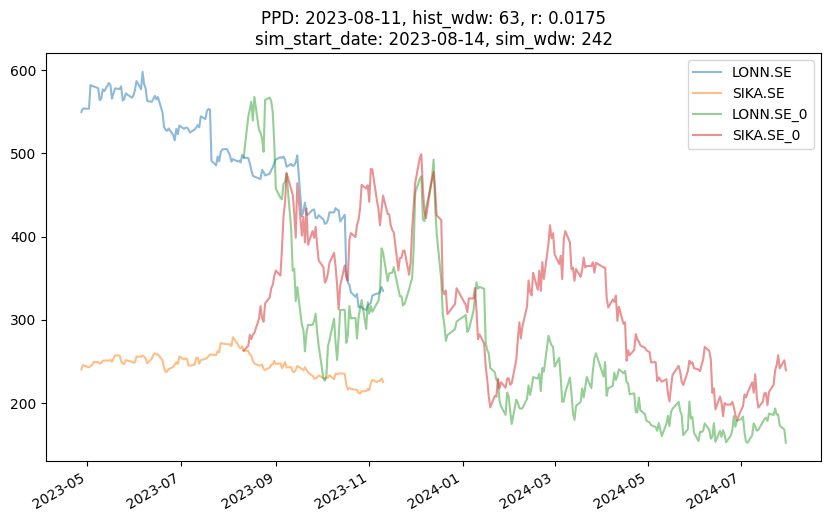 PPD: 2023-08-11, hist_wdw: 63, r: 0.0175
sim_start_date: 2023-08-14, sim_wdw: 242
LONN.SE
SIKA.SE
LONN.SE_0
SIKA.SE_0
600
500
400
300
200
2023-05
2023-07
2023-09
2023-11
2024-01
2024-03
2024-05
2024-07